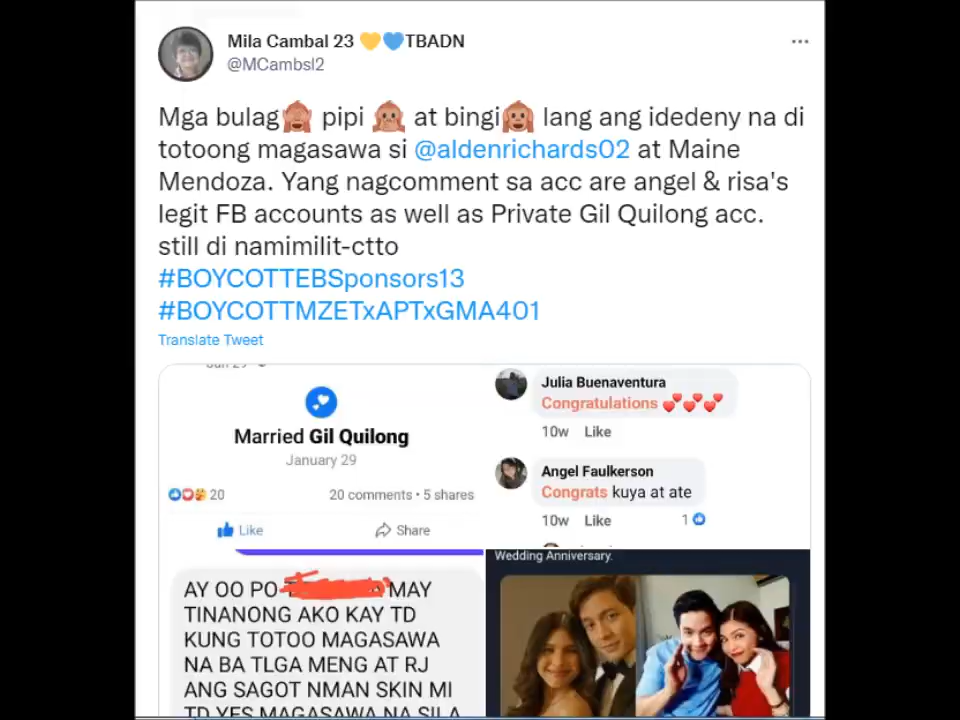 Mila Cambal 23 💛💙TBADN
@MCambsl2
Mga bulag🙈 pipi 🙊 at bingi🙉 lang ang idedeny na di
totoong magasawa si @aldenrichards02 at Maine
Mendoza. Yang nagcomment sa acc are angel & risa's
legit FB accounts as well as Private Gil Quilong acc.
still di namimilit-ctto
#BOYCOTTEBSponsors13
#BOYCOTTMZETxAPTxGMA401
Translate Tweet
Married Gil Quilong
January 29
20
20 comments • 5 shares
Like
Share
Julia Buenaventura
Congratulations 💕💕💕
10w Like
Angel Faulkerson
Congrats kuya at ate
10w Like 1
AY OO PO MAY
TINANONG AKO KAY TD
KUNG TOTOO MAGASAWA
NA BA TLGA MENG AT RJ
ANG SAGOT NMAN SKIN MI
TD YES MAGASAWA NA SILA
Wedding Anniversary.